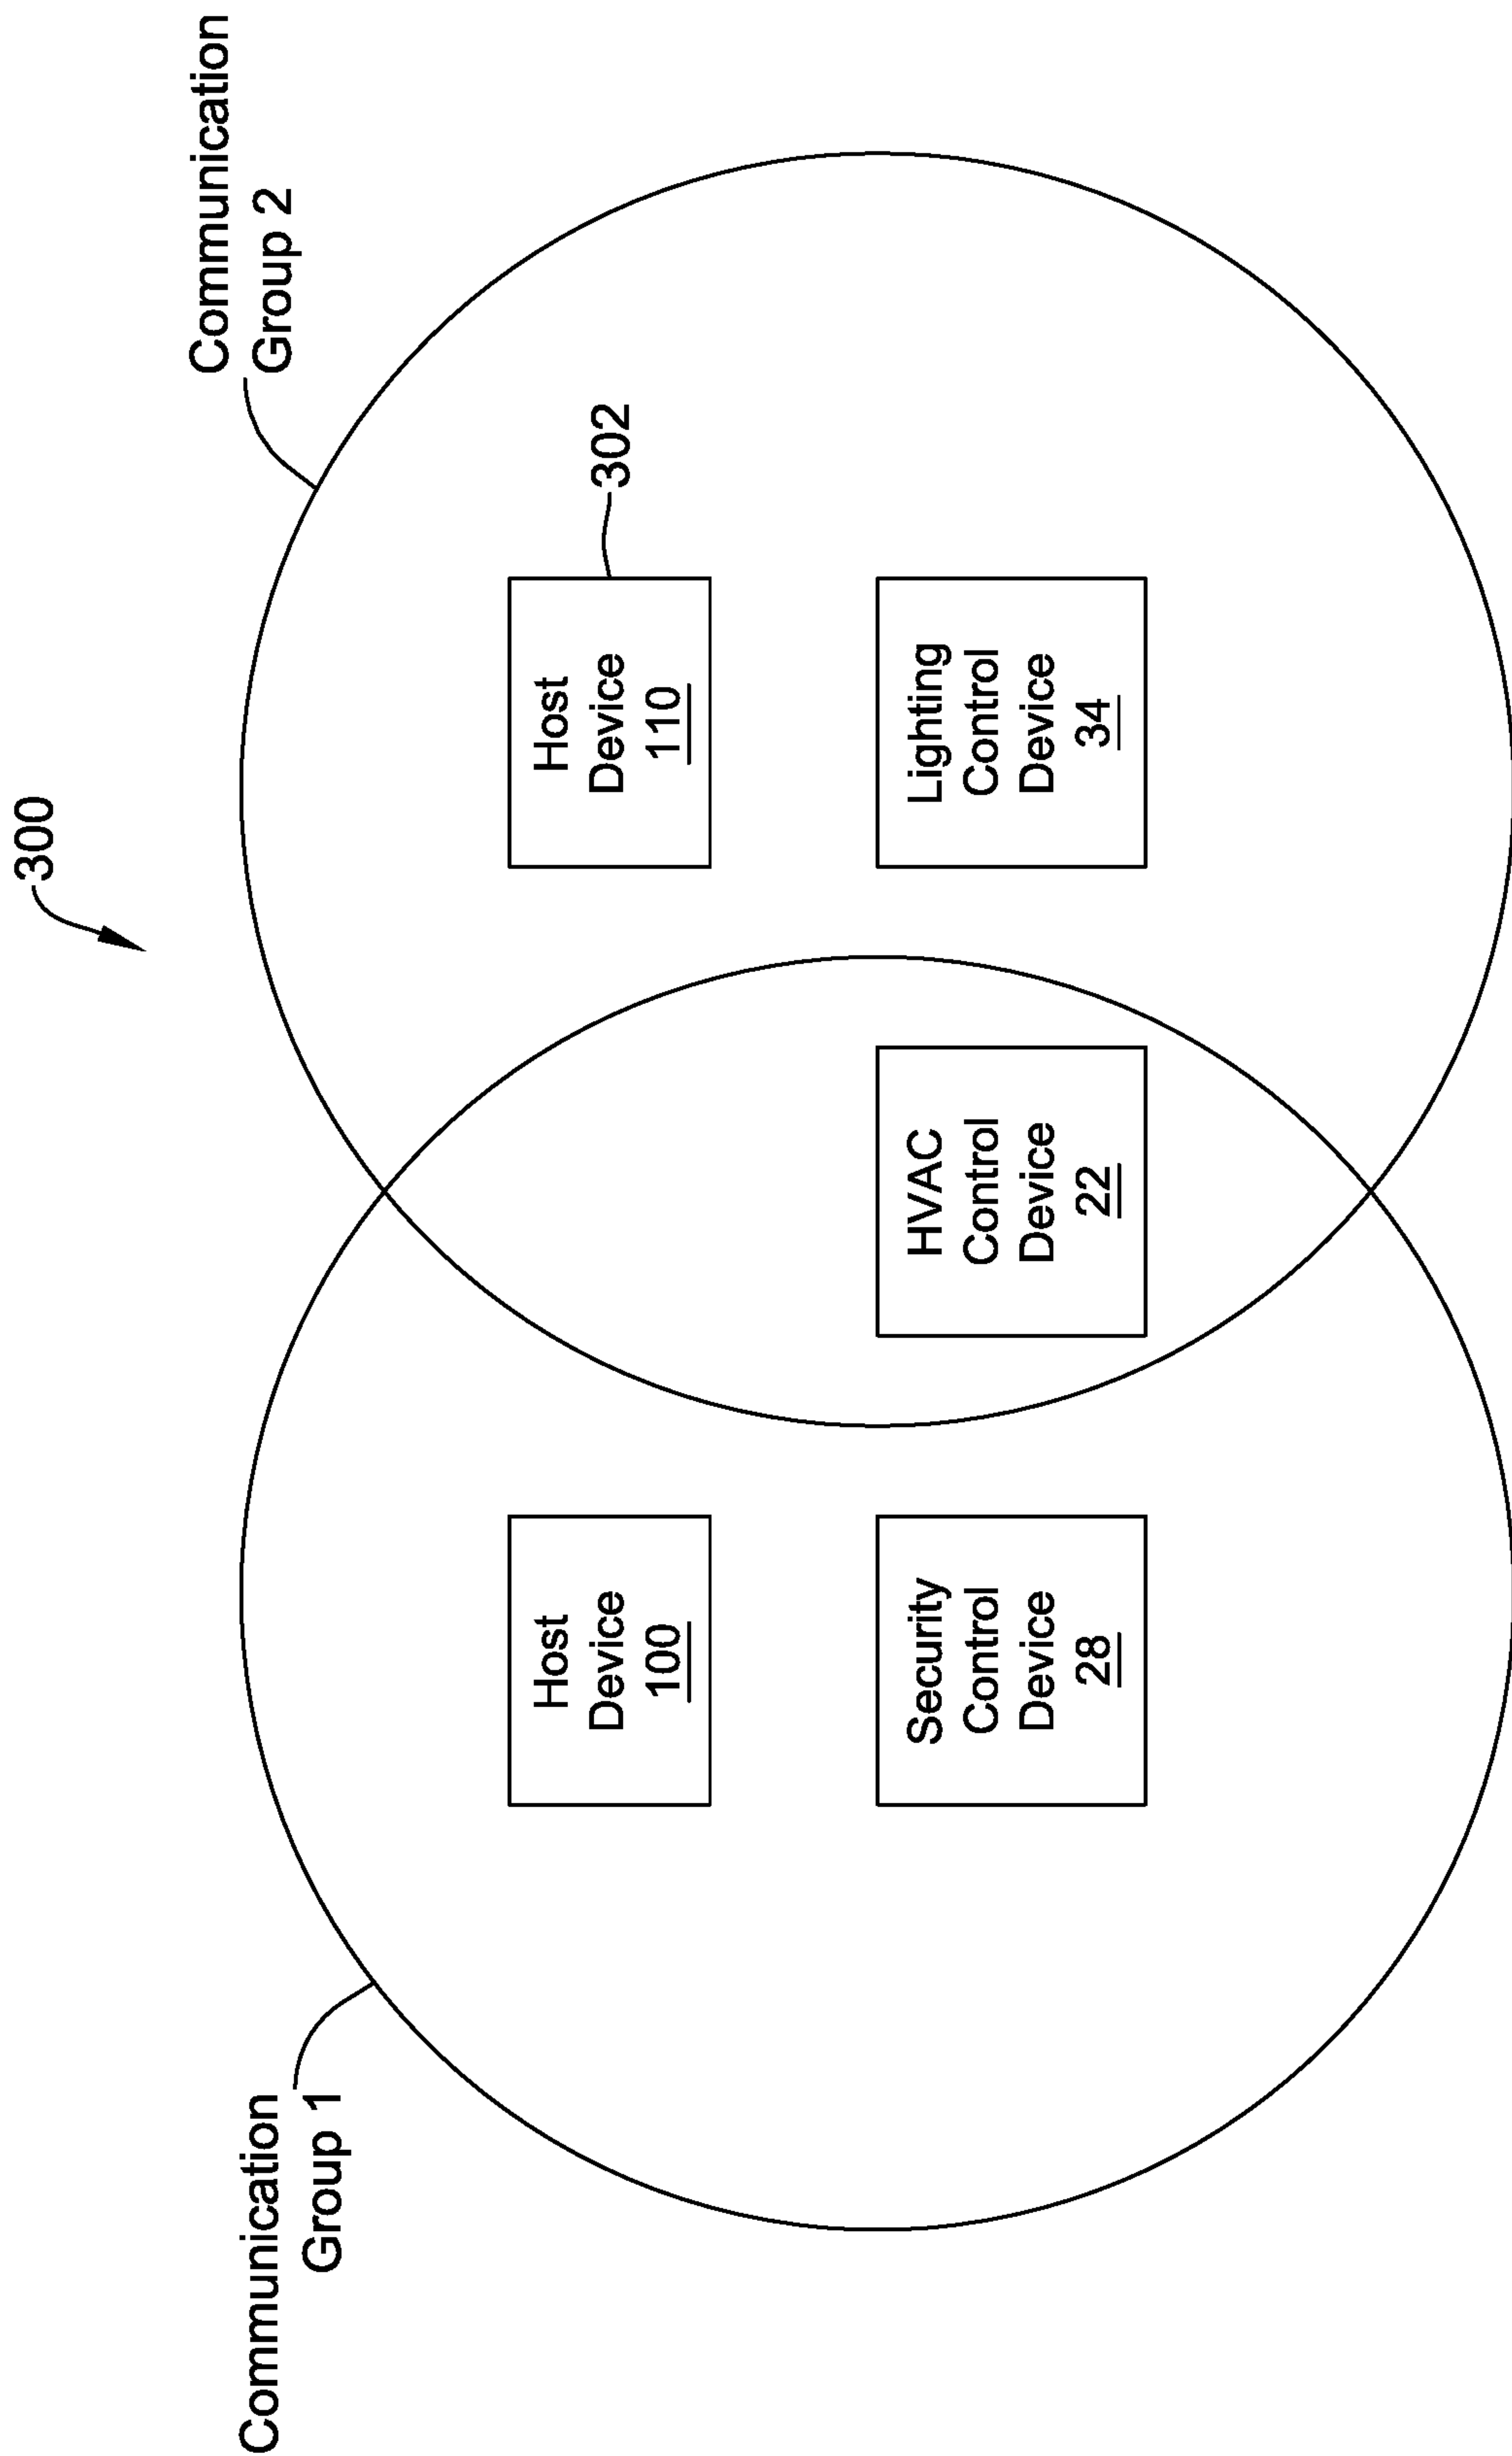 300
Communication
Group 1
Communication
Group 2
Host
Device
100
Host
Device
110
302
Security
Control
Device
28
HVAC
Control
Device
22
Lighting
Control
Device
34